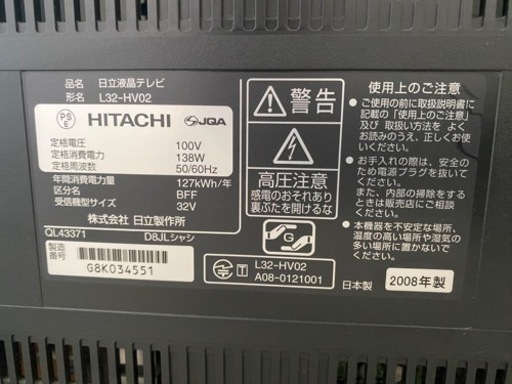 品名 日立液晶テレビ
形名 L32-HV02
PSE HITACHI JQA
定格電圧 100V
定格消費電力 138W
定格周波数 50/60Hz
年間消費電力量 127kWh/年
区分名 BFF
受信機型サイズ 32V
株式会社 日立製作所
QL43371 D8JLシャシ
製造番号 G8K034551
警告
高圧注意
感電のおそれあり
裏ぶたを開けるな
G
T L32-HV02
A08-0121001
使用上のご注意
●ご使用の前に取扱説明書に
記載の「使用上のご注意」
及び 取扱い方法を よく
お読みのうえ、正しくお使
いください。
●お手入れの際は、安全のた
め電源プラグを抜いてくだ
さい。
また、内部の掃除をすると
きは販売店にご相談くださ
い。
●本機器を不安定な場所、
温度の高い場所や湿気の
多い場所に置かないで
ください。
日本製 2008年製